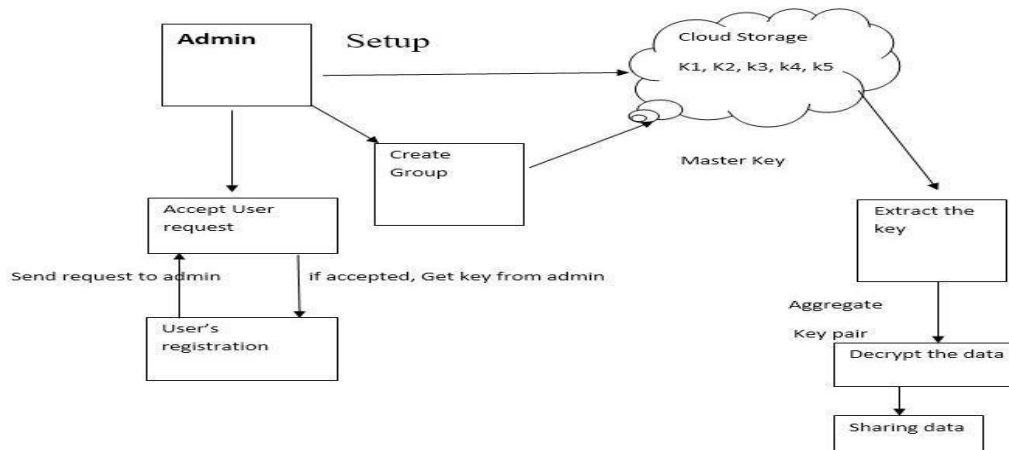 Admin
Setup
Cloud Storage
K1, K2, k3, k4, k5
Create
Group
Master Key
Accept User
request
Extract the
key
Send request to admin
if accepted, Get key from admin
User's
registration
Aggregate
Key pair
Decrypt the data
Sharing data